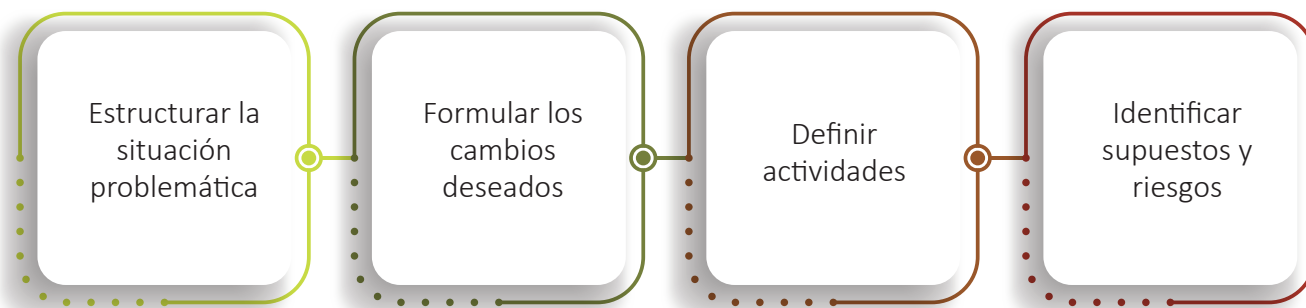 Estructurar la
situación
problemática
Formular los
cambios
deseados
Definir
actividades
Identificar
supuestos y
riesgos